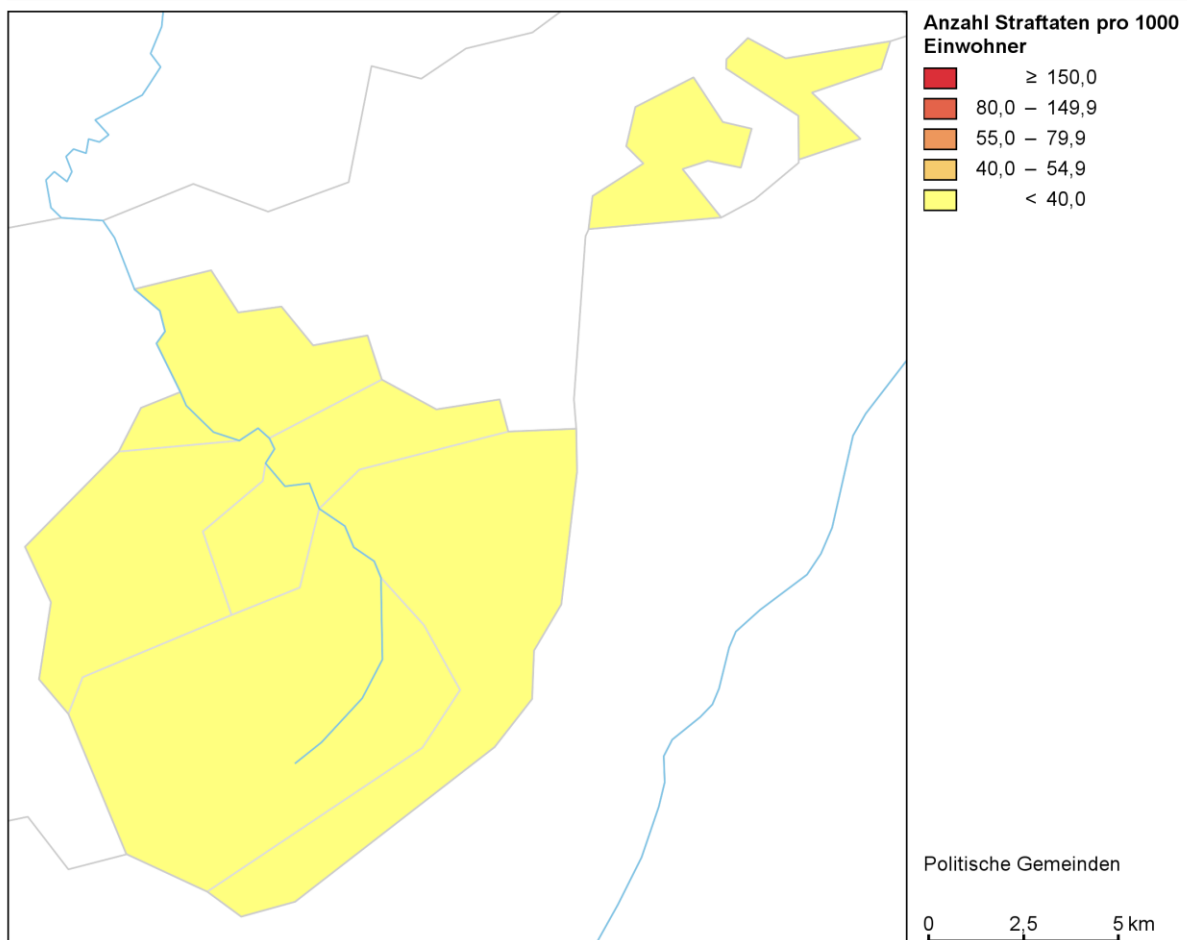 Anzahl Straftaten pro 1000
Einwohner
≥ 150,0
80,0 – 149,9
55,0 – 79,9
40,0 – 54,9
< 40,0
Politische Gemeinden
0 2,5 5 km